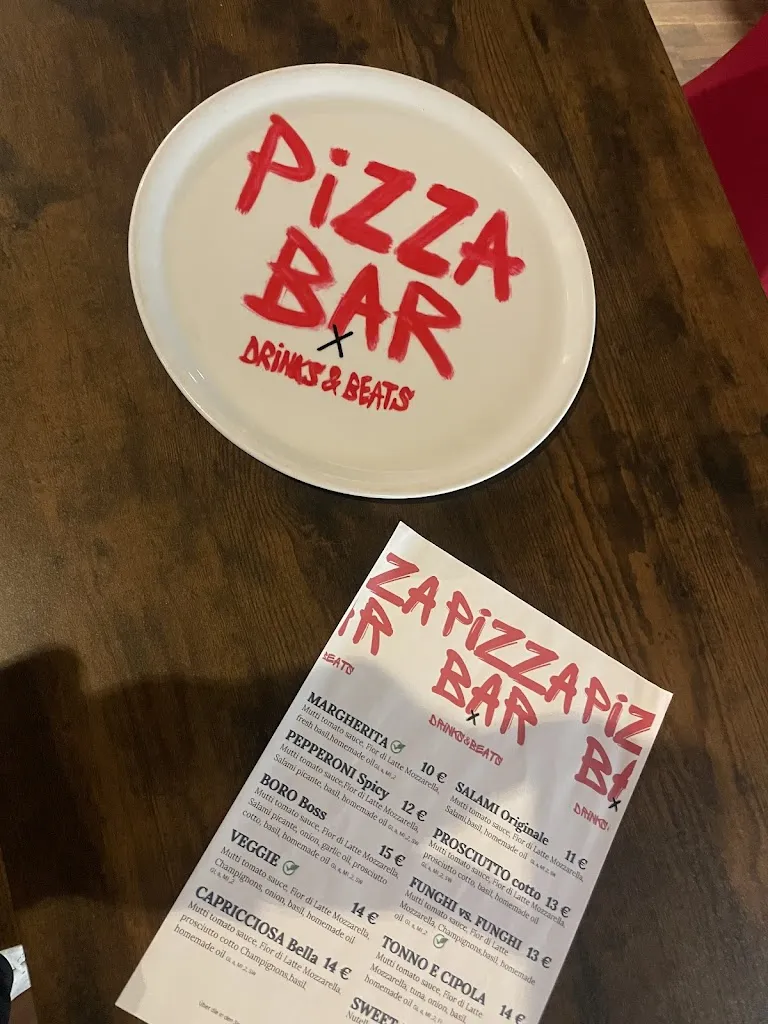 PiZZA
BAR
X
DRiNKS & BEATS
ZA PiZZA PiZ
BAR
X
DRiNKS & BEATS
BEATS
DRiNKS
MARGHERITA 10 €
Mutti tomato sauce, Fior di Latte Mozzarella,
fresh basil, homemade oil
PEPPERONI Spicy 12 €
Mutti tomato sauce, Fior di Latte Mozzarella,
Salami picante, basil, homemade oil
BORO Boss 15 €
Mutti tomato sauce, Fior di Latte Mozzarella,
Salami picante, onion, garlic oil, prosciutto
cotto, basil, homemade oil
VEGGIE 14 €
Mutti tomato sauce, Fior di Latte Mozzarella,
Champignons, onion, basil, homemade oil
CAPRICCIOSA Bella 14 €
Mutti tomato sauce, Fior di Latte Mozzarella,
prosciutto cotto Champignons, basil,
homemade oil
SALAMI Originale 11 €
Mutti tomato sauce, Fior di Latte Mozzarella,
Salami, basil, homemade oil
PROSCIUTTO cotto 13 €
Mutti tomato sauce, Fior di Latte Mozzarella,
prosciutto cotto, basil, homemade oil
FUNGHI vs. FUNGHI 13 €
Mutti tomato sauce, Fior di Latte
Mozzarella, Champignons, basil, homemade
oil
TONNO E CIPOLA 14 €
Mutti tomato sauce, Fior di Latte
Mozzarella, tuna, onion, basil,
homemade oil
SWEET